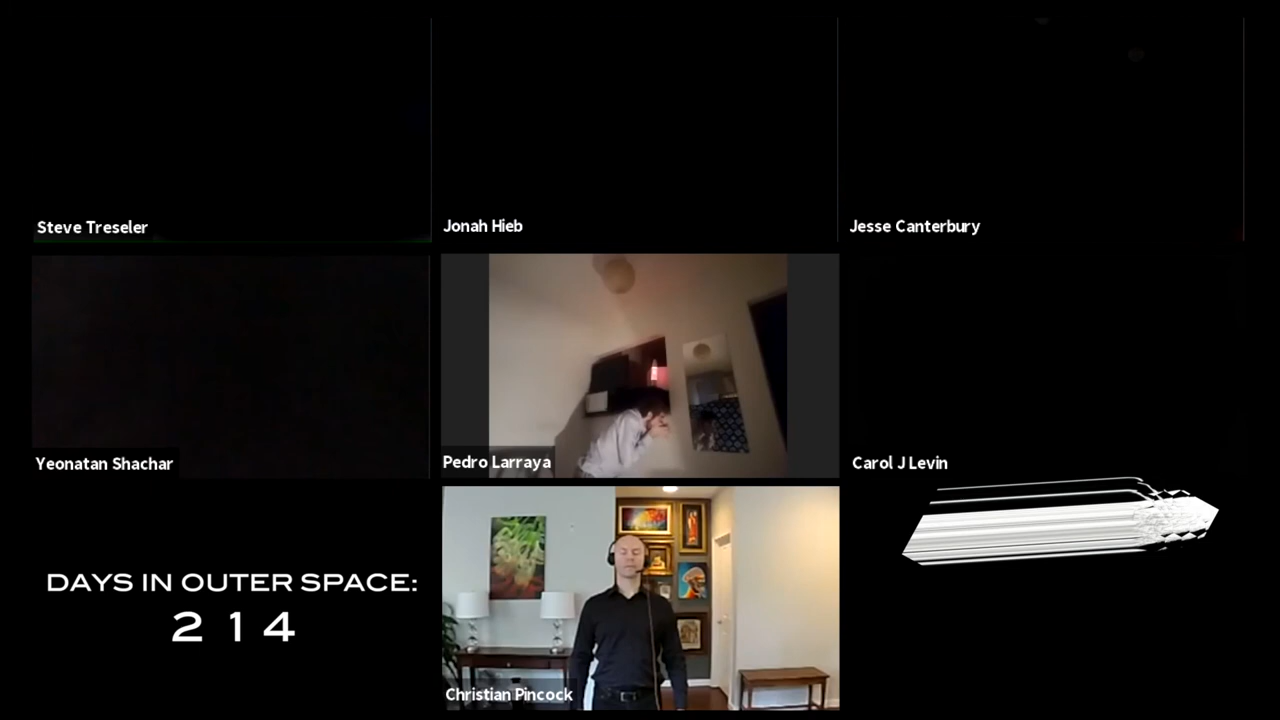 Steve Treseler
Jonah Hieb
Jesse Canterbury
Yeonatan Shachar
Pedro Larraya
Carol J Levin
DAYS IN OUTER SPACE:
2 1 4
Christian Pincock